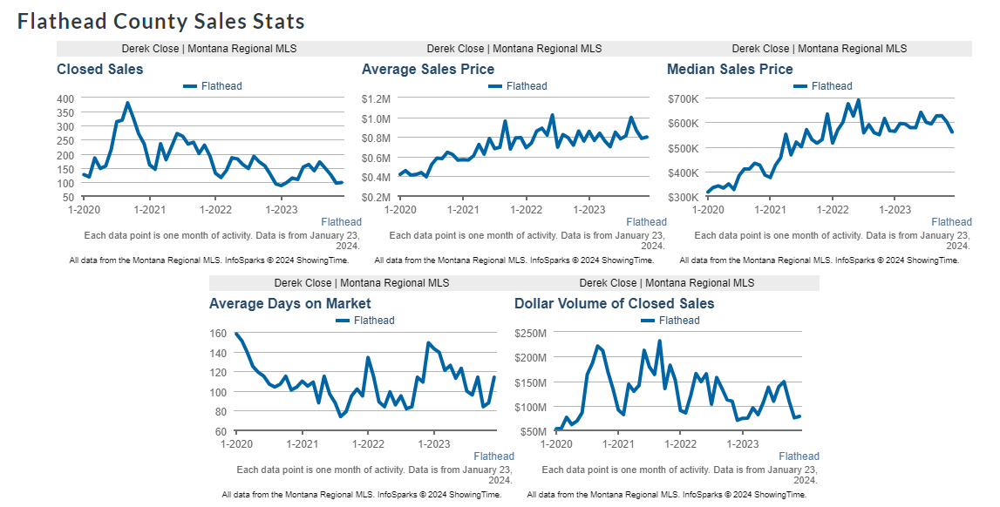 Flathead County Sales Stats
Derek Close | Montana Regional MLS
Closed Sales
Flathead
400
350
300
250
200
150
100
50
1-2020
1-2021
1-2022
1-2023
Flathead
Each data point is one month of activity. Data is from January 23,
2024.
All data from the Montana Regional MLS. InfoSparks © 2024 ShowingTime.
Derek Close | Montana Regional MLS
Average Sales Price
Flathead
$1.2M
$1.0M
$0.8M
$0.6M
$0.4M
$0.2M
1-2020
1-2021
1-2022
1-2023
Flathead
Each data point is one month of activity. Data is from January 23,
2024.
All data from the Montana Regional MLS. InfoSparks © 2024 ShowingTime.
Derek Close | Montana Regional MLS
Median Sales Price
Flathead
$700K
$600K
$500K
$400K
$300K
1-2020
1-2021
1-2022
1-2023
Flathead
Each data point is one month of activity. Data is from January 23,
2024.
All data from the Montana Regional MLS. InfoSparks © 2024 ShowingTime.
Derek Close | Montana Regional MLS
Average Days on Market
Flathead
160
140
120
100
80
60
1-2020
1-2021
1-2022
1-2023
Flathead
Each data point is one month of activity. Data is from January 23,
2024.
All data from the Montana Regional MLS. InfoSparks © 2024 ShowingTime.
Derek Close | Montana Regional MLS
Dollar Volume of Closed Sales
Flathead
$250M
$200M
$150M
$100M
$50M
1-2020
1-2021
1-2022
1-2023
Flathead
Each data point is one month of activity. Data is from January 23,
2024.
All data from the Montana Regional MLS. InfoSparks © 2024 ShowingTime.